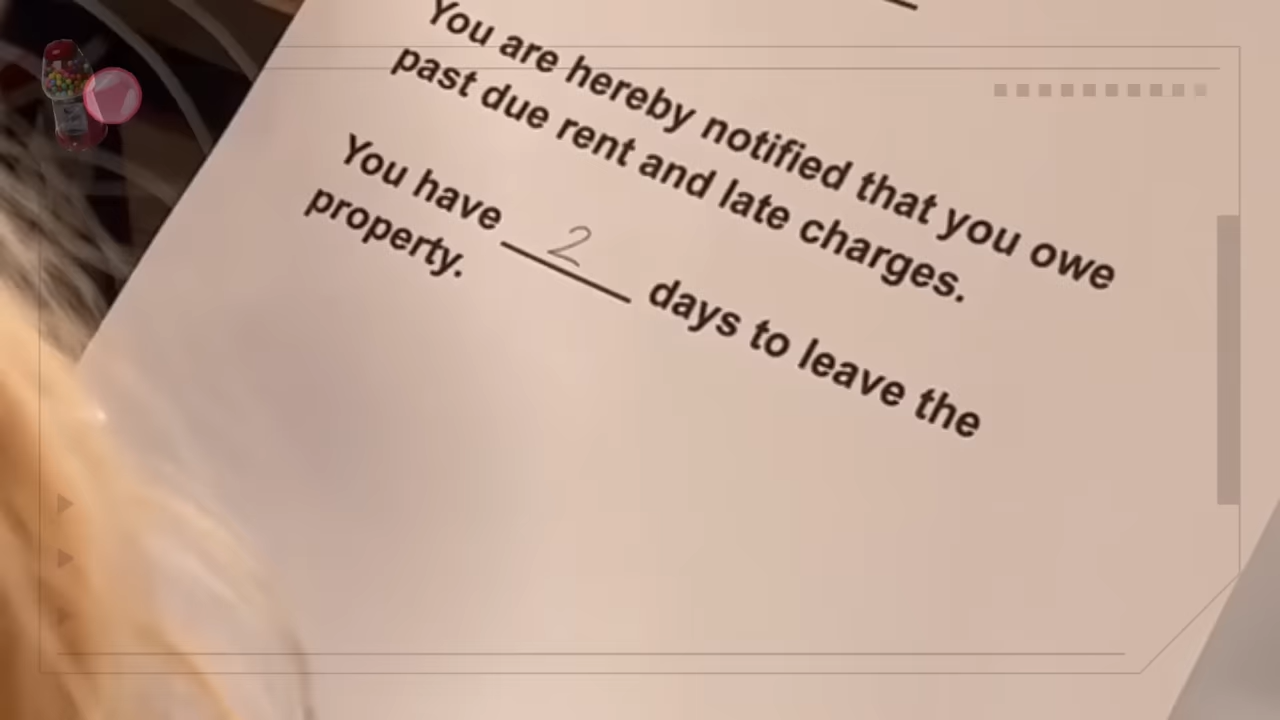 You are hereby notified that you owe
past due rent and late charges.
You have 2 days to leave the
property.